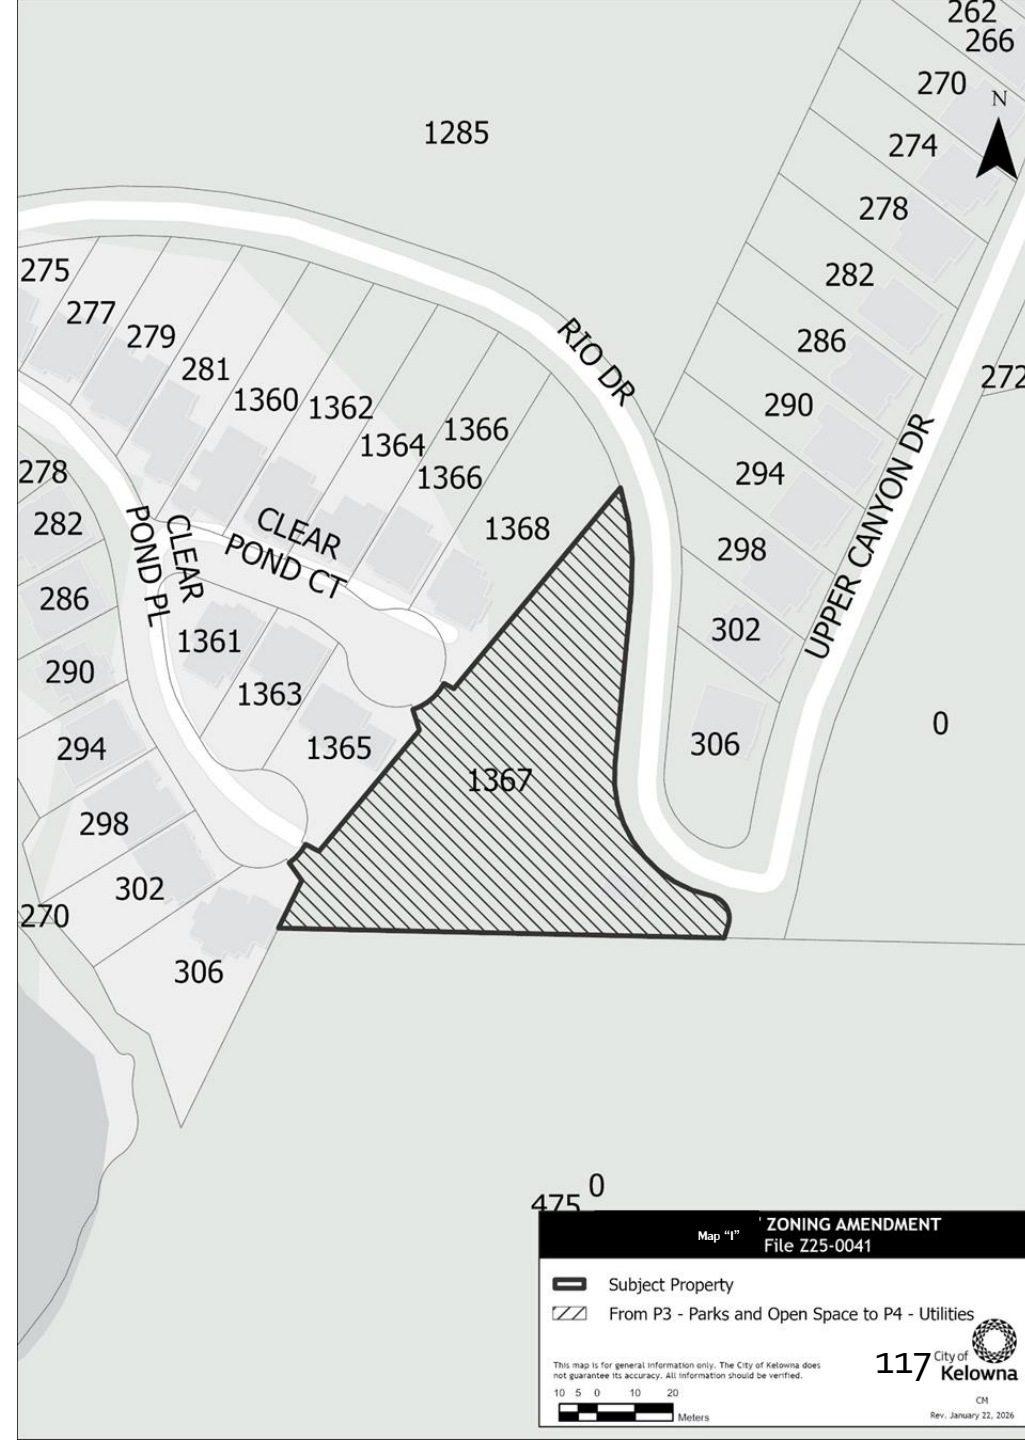 262
266
270
N
1285
274
278
275
282
277
279
286
RIO DR
281
272
1360
1362
290
1364
1366
1366
278
294
282
CLEAR
POND CT
1368
CLEAR
POND PL
298
UPPER CANYON DR
286
1361
302
290
1363
294
1365
306
0
1367
298
302
270
306
0
475
Map "I"
' ZONING AMENDMENT
File Z25-0041
Subject Property
From P3 - Parks and Open Space to P4 - Utilities
This map is for general information only. The City of Kelowna does
not guarantee its accuracy. All information should be verified.
10 5 0 10 20
Meters
117
City of
Kelowna
CM
Rev. January 22, 2026